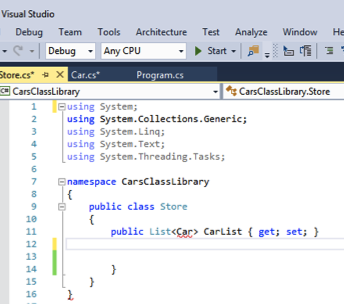 Visual Studio
Debug Team Tools Architecture Test Analyze Window
Debug Any CPU Start
Store.cs* Car.cs* Program.cs
CarsClassLibrary CarsClassLibrary.Store
1 using System;
2 using System.Collections.Generic;
3 using System.Linq;
4 using System.Text;
5 using System.Threading.Tasks;
6
7 namespace CarsClassLibrary
8 {
9 public class Store
10 {
11 public List<Car> CarList { get; set; }
12
13
14 }
15 }
16 }